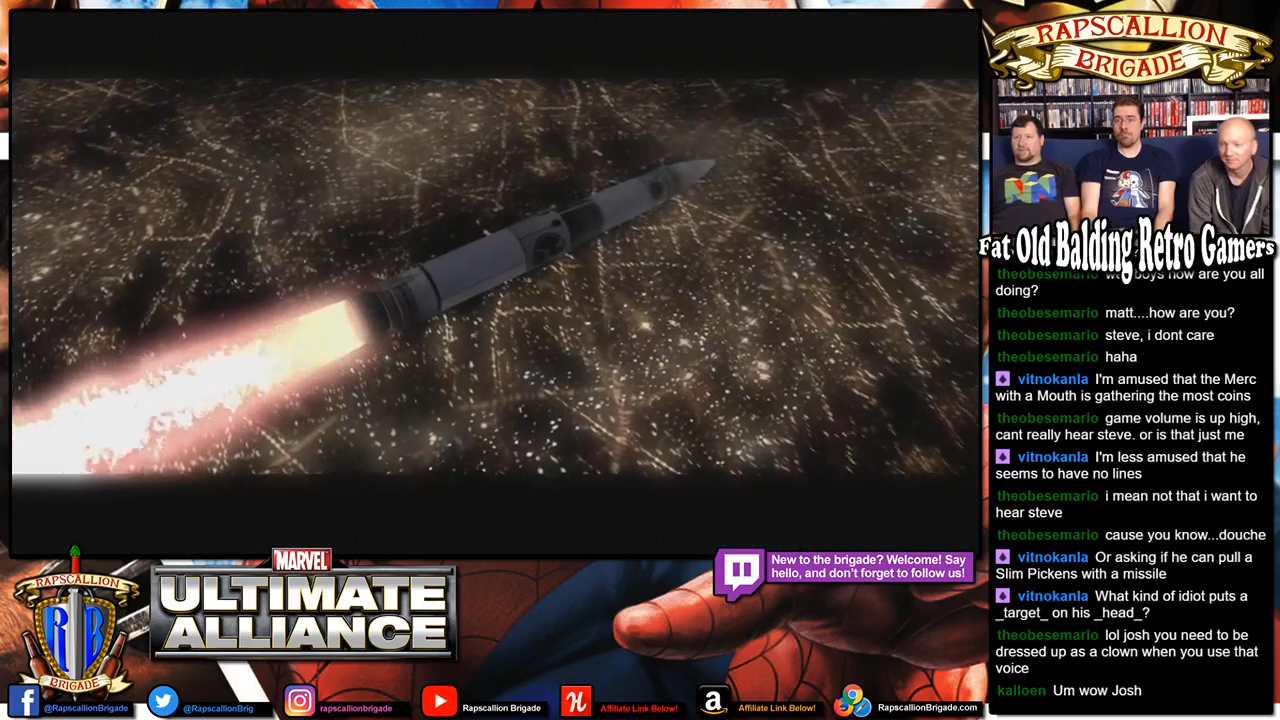 RAPSCALLION
BRIGADE
Fat Old Balding Retro Gamers
boys how are you all
doing?
theobesemario matt....how are you?
theobesemario steve, i dont care
theobesemario haha
vitnokanla I'm amused that the Merc
with a Mouth is gathering the most coins
theobesemario game volume is up high,
cant really hear steve. or is that just me
vitnokanla I'm less amused that he
seems to have no lines
theobesemario i mean not that i want to
hear steve
theobesemario cause you know...douche
vitnokanla Or asking if he can pull a
Slim Pickens with a missile
vitnokanla What kind of idiot puts a
_target_ on his _head_?
theobesemario lol josh you need to be
dressed up as a clown when you use that
voice
kalloen Um wow Josh
New to the brigade? Welcome! Say
hello, and don't forget to follow us!
RAPSCALLION
RB
BRIGADE
MARVEL
ULTIMATE
ALLIANCE
@RapscallionBrigade
@RapscallionBrig
rapscallionbrigade
Rapscallion Brigade
Affiliate Link Below!
Affiliate Link Below!
RapscallionBrigade.com